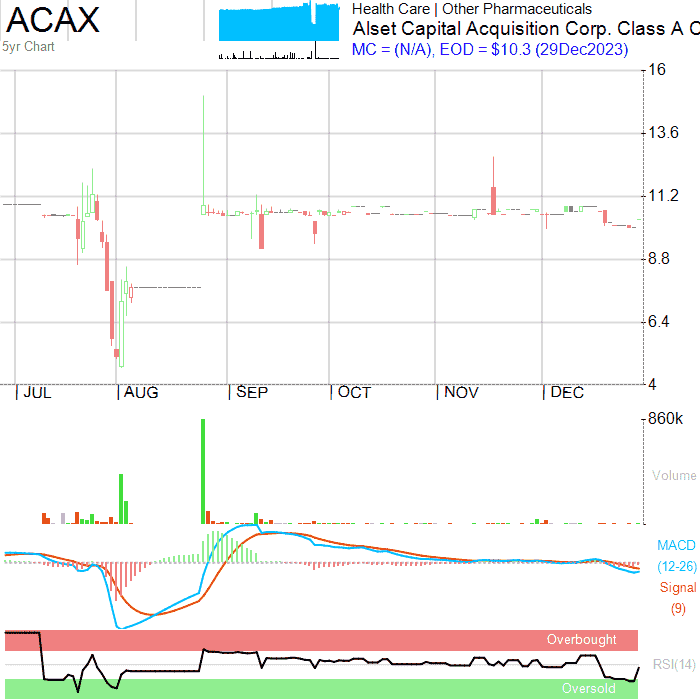 ACAX
5yr Chart
Health Care | Other Pharmaceuticals
Alset Capital Acquisition Corp. Class A C
MC = (N/A), EOD = $10.3 (29Dec2023)
16
13.6
11.2
8.8
6.4
4
JUL AUG SEP OCT NOV DEC
860k
Volume
MACD
(12-26)
Signal
(9)
Overbought
RSI(14)
Oversold